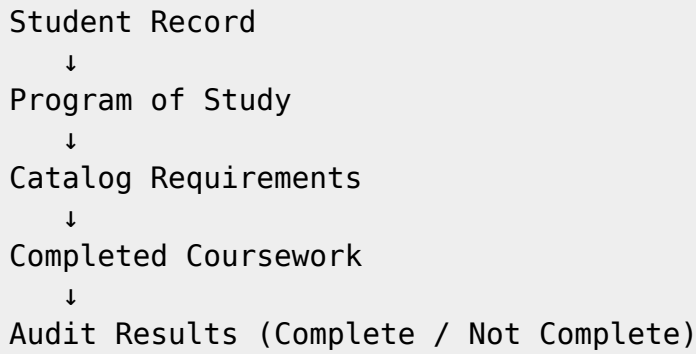 Student Record
↓
Program of Study
↓
Catalog Requirements
↓
Completed Coursework
↓
Audit Results (Complete / Not Complete)